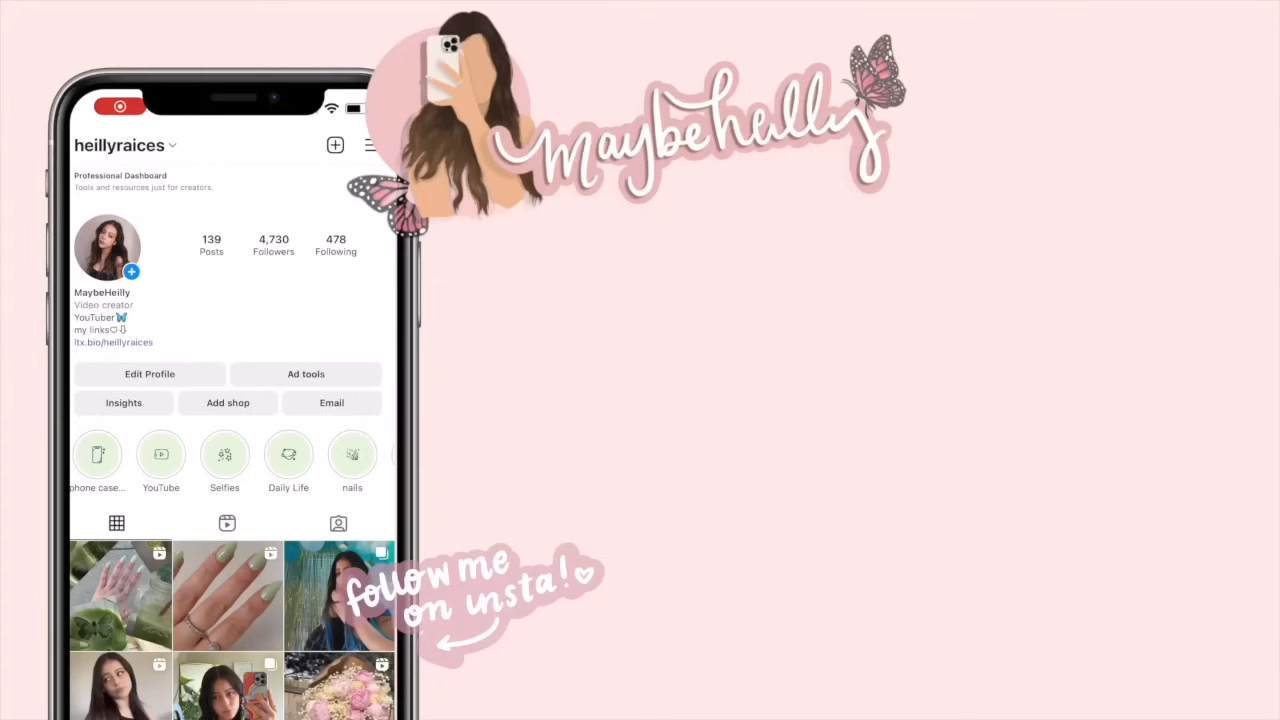 MaybeHeilly
heillyraices
Professional Dashboard
Tools and resources just for creators.
139
Posts
4,730
Followers
478
Following
MaybeHeilly
Video creator
YouTuber🦋
my links♡⇩
ltx.bio/heillyraices
Edit Profile
Ad tools
Insights
Add shop
Email
phone case...
YouTube
Selfies
Daily Life
nails
follow me
on insta!♡